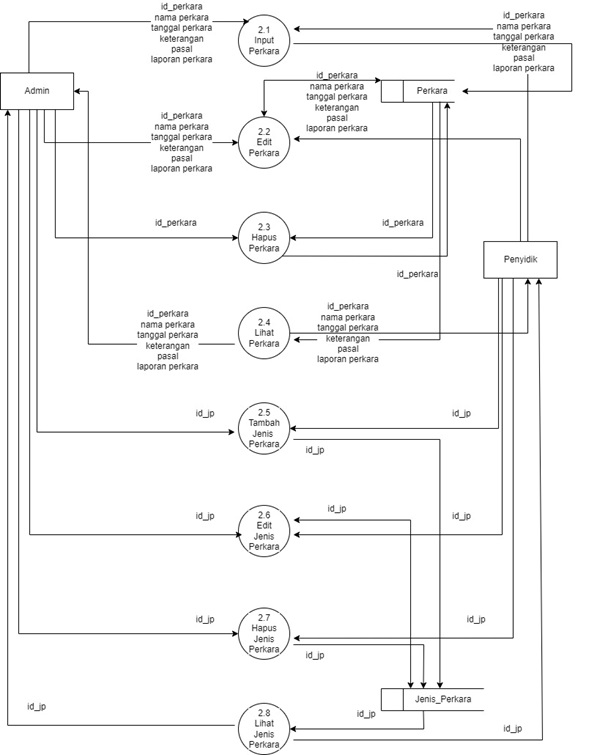 id_perkara
nama perkara
tanggal perkara
keterangan
pasal
laporan perkara
2.1
Input
Perkara
id_perkara
nama perkara
tanggal perkara
keterangan
pasal
laporan perkara
Admin
id_perkara
nama perkara
tanggal perkara
keterangan
pasal
laporan perkara
Perkara
id_perkara
nama perkara
tanggal perkara
keterangan
pasal
laporan perkara
2.2
Edit
Perkara
id_perkara
2.3
Hapus
Perkara
id_perkara
id_perkara
Penyidik
id_perkara
nama perkara
tanggal perkara
keterangan
pasal
laporan perkara
2.4
Lihat
Perkara
id_perkara
nama perkara
tanggal perkara
keterangan
pasal
laporan perkara
id_jp
2.5
Tambah
Jenis
Perkara
id_jp
id_jp
id_jp
2.6
Edit
Jenis
Perkara
id_jp
id_jp
id_jp
2.7
Hapus
Jenis
Perkara
id_jp
id_jp
Jenis_Perkara
id_jp
2.8
Lihat
Jenis
Perkara
id_jp
id_jp